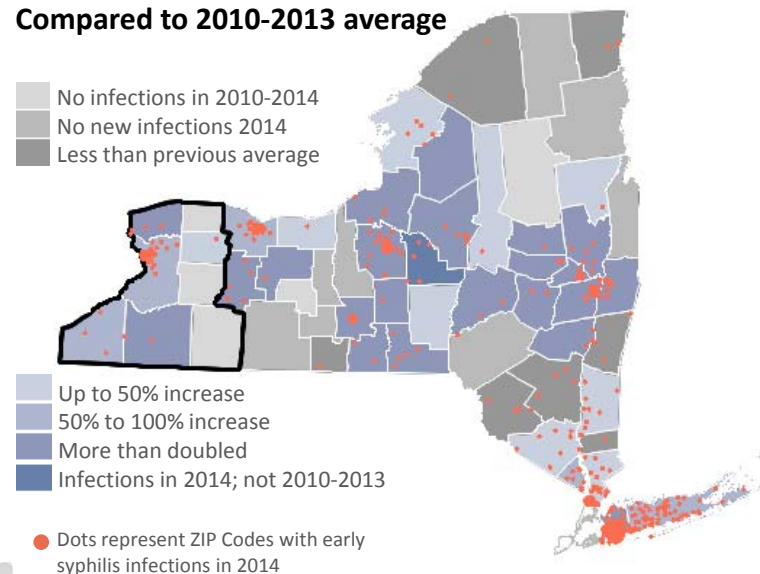 Compared to 2010-2013 average
No infections in 2010-2014
No new infections 2014
Less than previous average
Up to 50% increase
50% to 100% increase
More than doubled
Infections in 2014; not 2010-2013
Dots represent ZIP Codes with early
syphilis infections in 2014